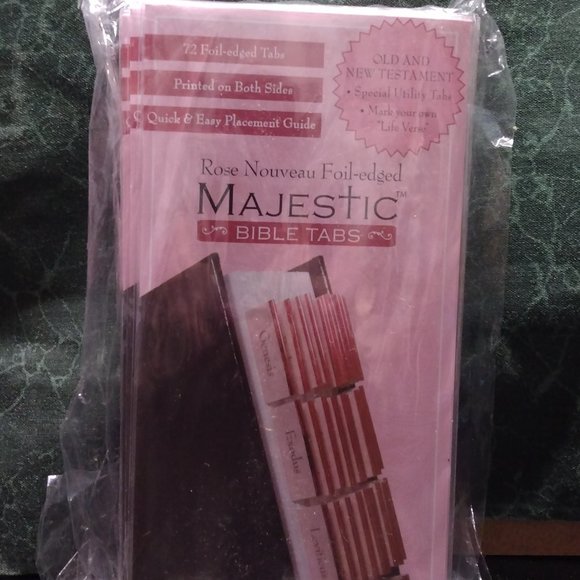 72 Foil-edged Tabs
Printed on Both Sides
Quick & Easy Placement Guide
OLD AND
NEW TESTAMENT
• Special Utility Tabs
• Mark your own
"Life Verse"
Rose Nouveau Foil-edged
MAJESTIC™
BIBLE TABS
Genesis
Exodus